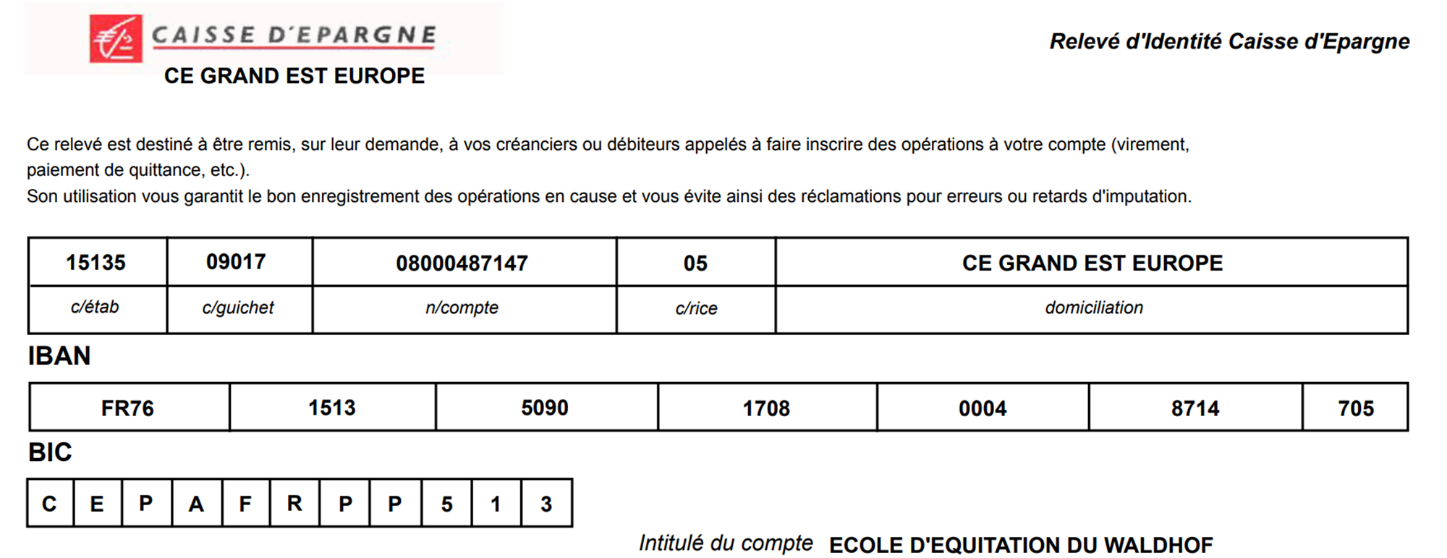 CAISSE D'EPARGNE
CE GRAND EST EUROPE
Relevé d'Identité Caisse d'Epargne
Ce relevé est destiné à être remis, sur leur demande, à vos créanciers ou débiteurs appelés à faire inscrire des opérations à votre compte (virement,
paiement de quittance, etc.).
Son utilisation vous garantit le bon enregistrement des opérations en cause et vous évite ainsi des réclamations pour erreurs ou retards d'imputation.
15135 09017 08000487147 05 CE GRAND EST EUROPE
c/étab c/guichet n/compte c/rice domiciliation
IBAN
FR76 1513 5090 1708 0004 8714 705
BIC
C E P A F R P P 5 1 3
Intitulé du compte ECOLE D'EQUITATION DU WALDHOF